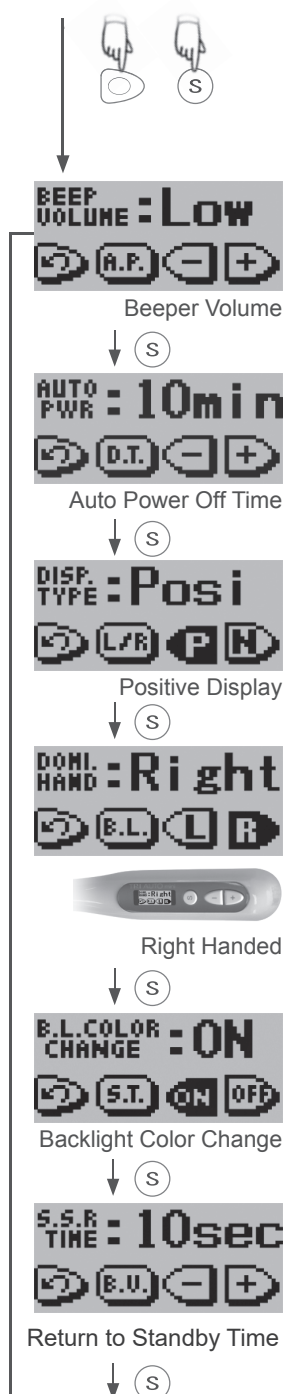 S
BEEP
VOLUME : Low
A.P. - +
Beeper Volume
S
AUTO
PWR : 10min
D.T. - +
Auto Power Off Time
S
DISP.
TYPE : Posi
L/R P N
Positive Display
S
DOMI.
HAND : Right
B.L. L R
Right Handed
S
B.L.COLOR
CHANGE : ON
S.T. ON OFF
Backlight Color Change
S
S.S.R
TIME : 10sec
B.V. - +
Return to Standby Time
S